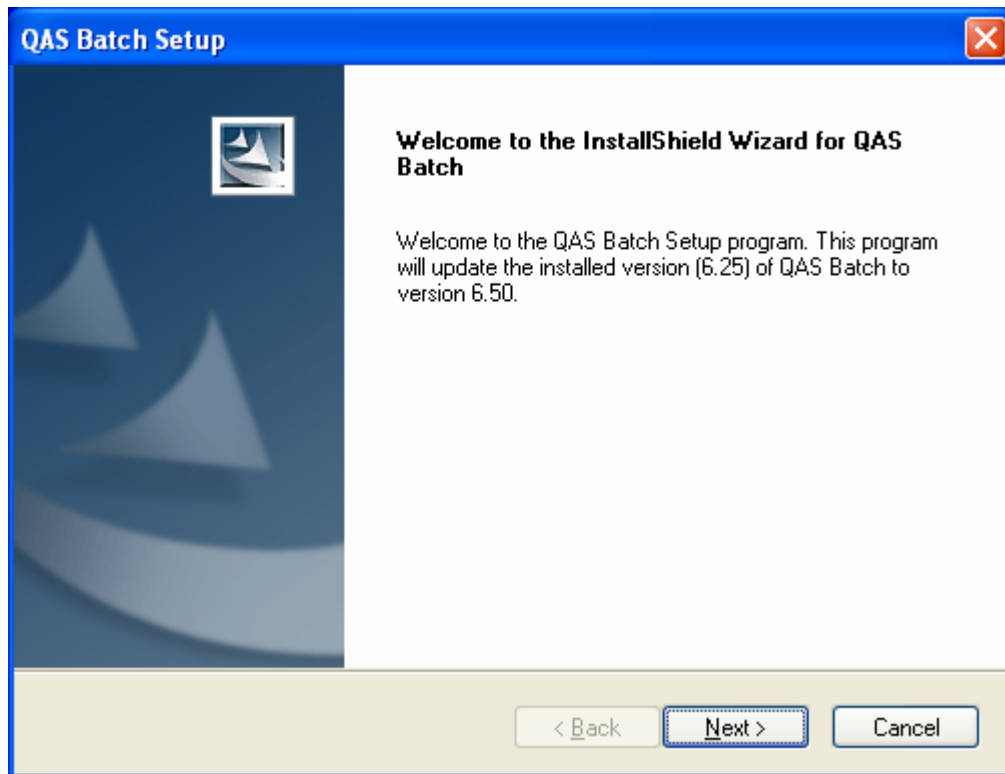 QAS Batch Setup
Welcome to the InstallShield Wizard for QAS
Batch
Welcome to the QAS Batch Setup program. This program
will update the installed version (6.25) of QAS Batch to
version 6.50.
< Back
Next >
Cancel